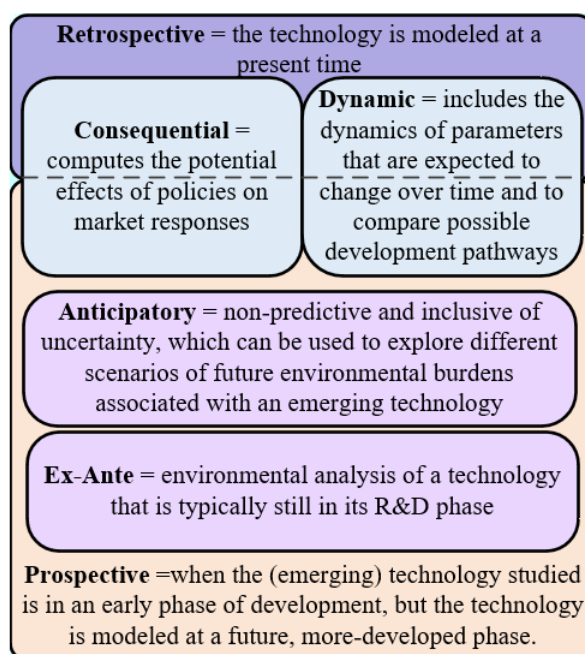 Retrospective = the technology is modeled at a
present time
Consequential =
computes the potential
effects of policies on
market responses
Dynamic = includes the
dynamics of parameters
that are expected to
change over time and to
compare possible
development pathways
Anticipatory = non-predictive and inclusive of
uncertainty, which can be used to explore different
scenarios of future environmental burdens
associated with an emerging technology
Ex-Ante = environmental analysis of a technology
that is typically still in its R&D phase
Prospective =when the (emerging) technology studied
is in an early phase of development, but the technology
is modeled at a future, more-developed phase.